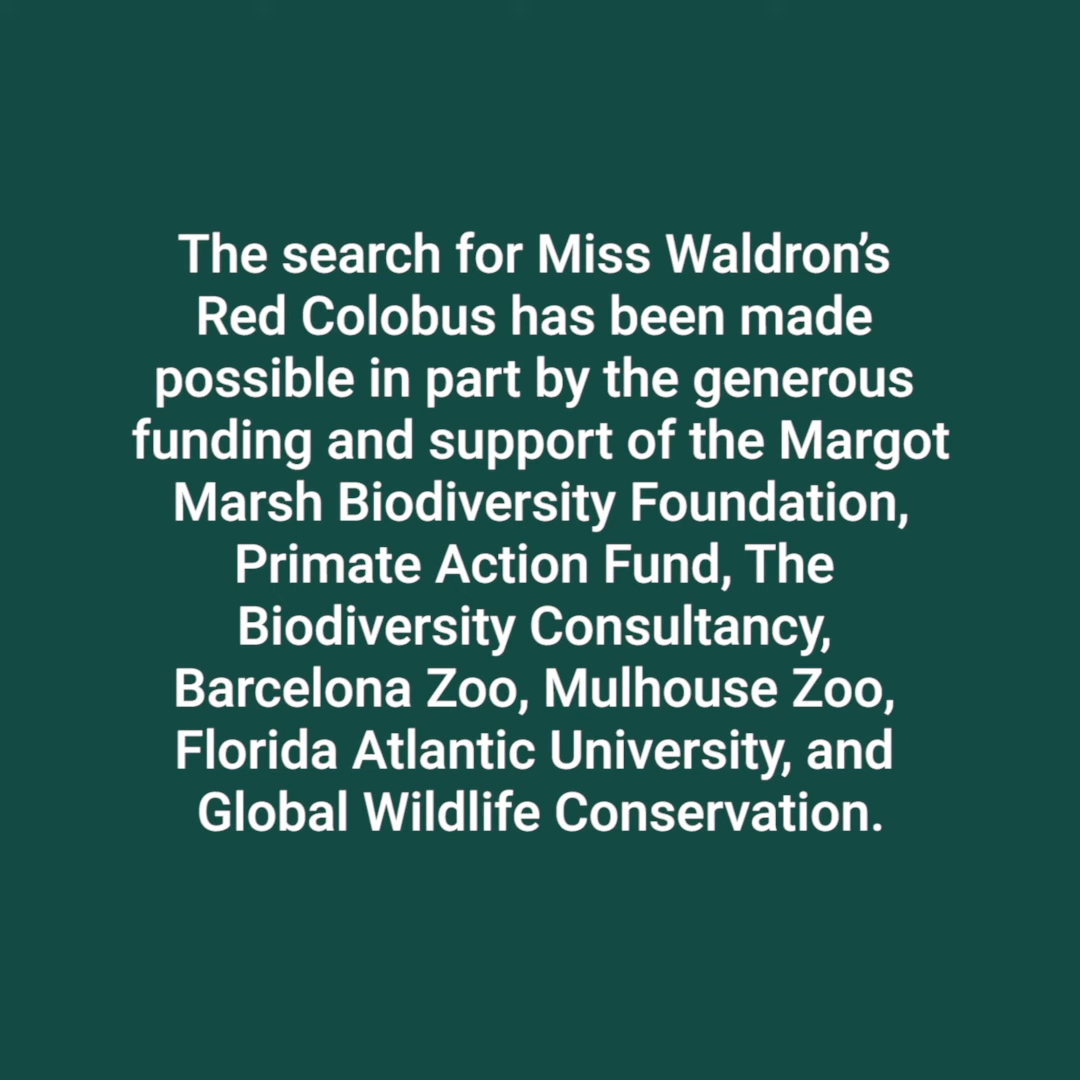 The search for Miss Waldron’s
Red Colobus has been made
possible in part by the generous
funding and support of the Margot
Marsh Biodiversity Foundation,
Primate Action Fund, The
Biodiversity Consultancy,
Barcelona Zoo, Mulhouse Zoo,
Florida Atlantic University, and
Global Wildlife Conservation.